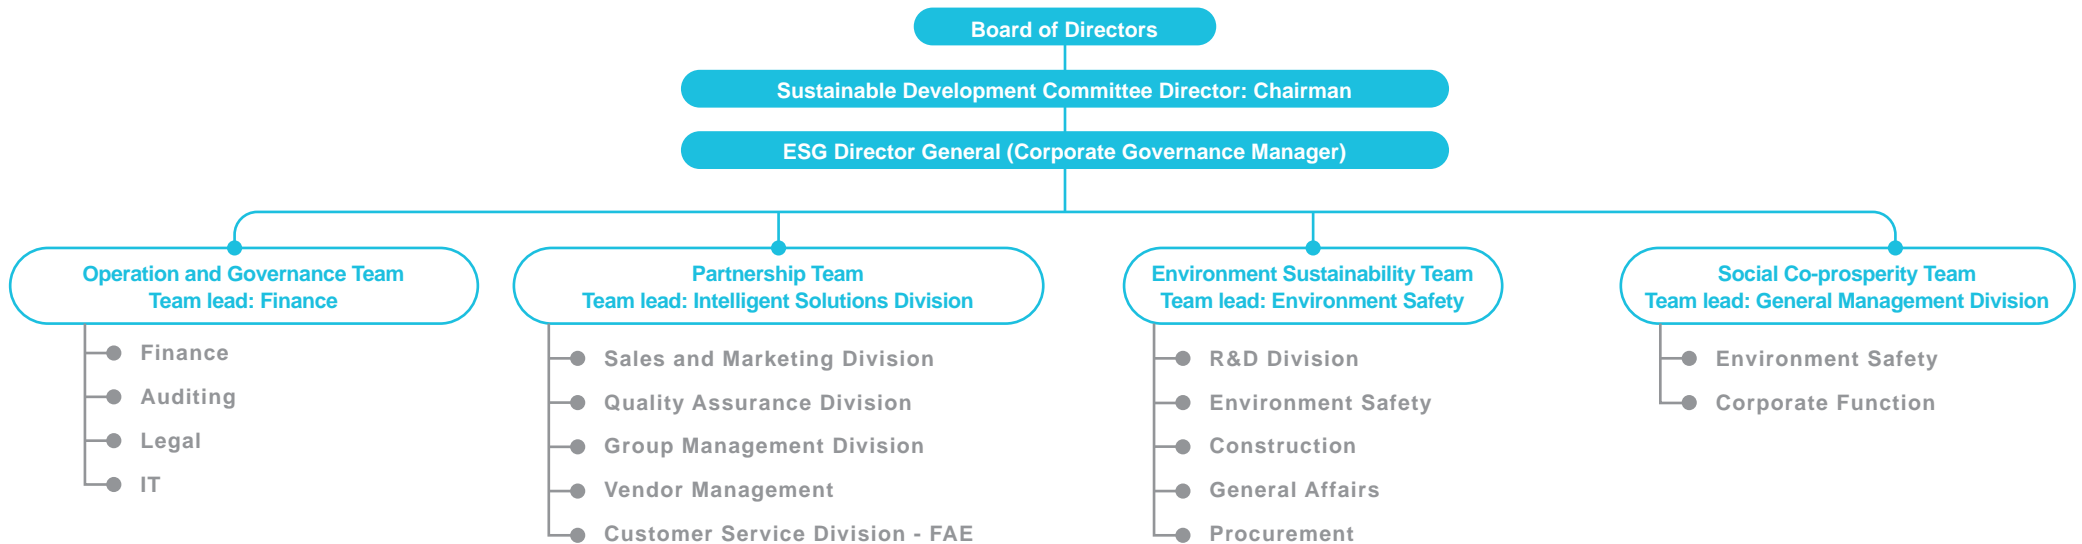 Board of Directors
Sustainable Development Committee Director: Chairman
ESG Director General (Corporate Governance Manager)
Operation and Governance Team
Team lead: Finance
Finance
Auditing
Legal
IT
Partnership Team
Team lead: Intelligent Solutions Division
Sales and Marketing Division
Quality Assurance Division
Group Management Division
Vendor Management
Customer Service Division - FAE
Environment Sustainability Team
Team lead: Environment Safety
R&D Division
Environment Safety
Construction
General Affairs
Procurement
Social Co-prosperity Team
Team lead: General Management Division
Environment Safety
Corporate Function